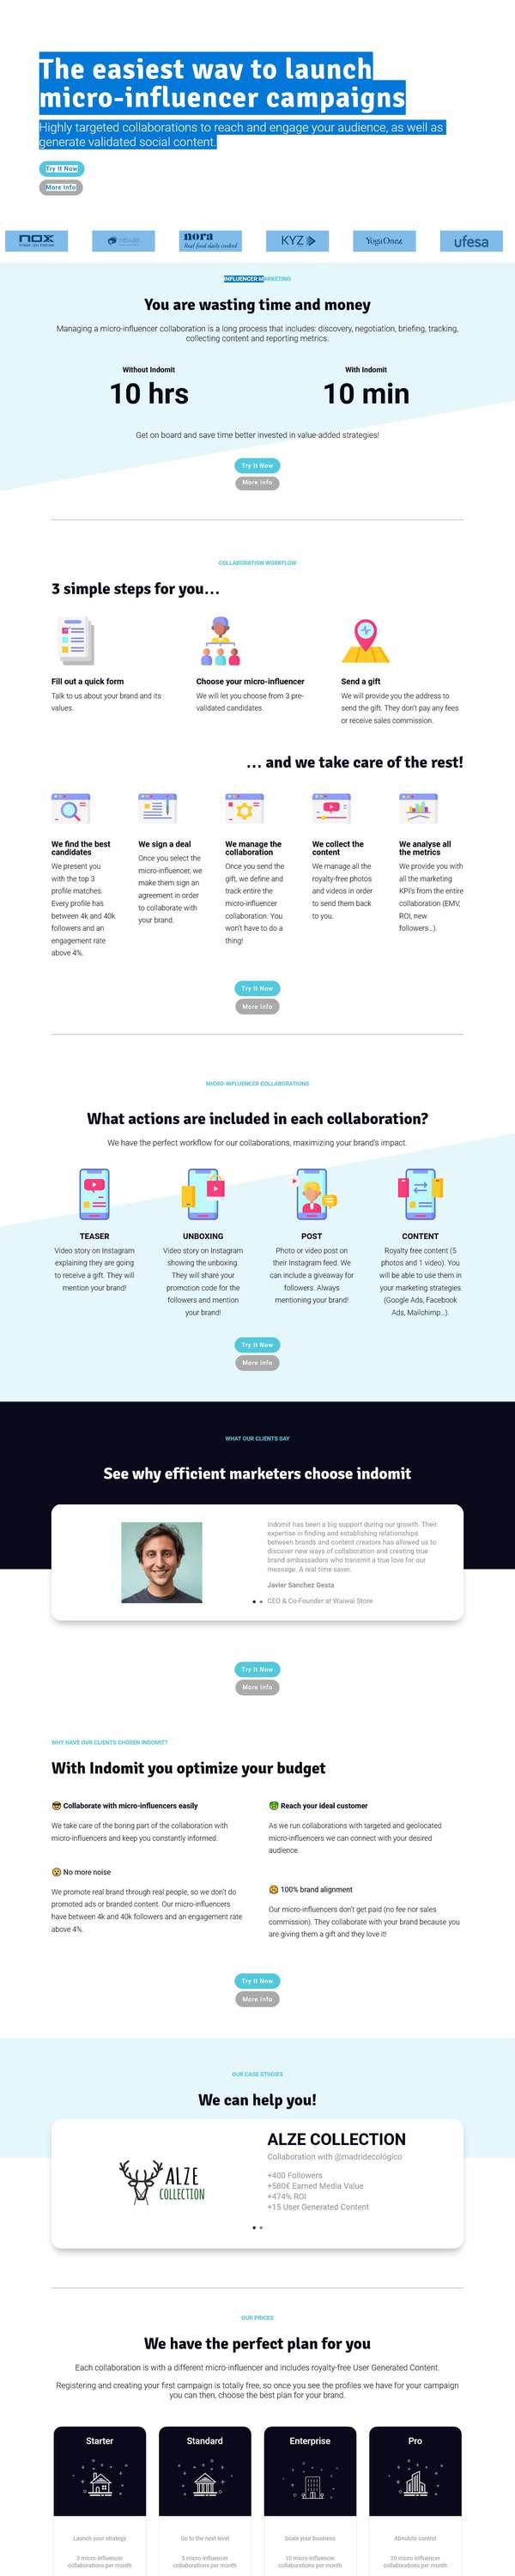 The easiest way to launch
micro-influencer campaigns
Highly targeted collaborations to reach and engage your audience, as well as
generate validated social content.
Try It Now
More Info
nox
nebula
nora
Real food daily cooked
KYZ
YogaOnez
ufesa
INFLUENCER MARKETING
You are wasting time and money
Managing a micro-influencer collaboration is a long process that includes: discovery, negotiation, briefing, tracking,
collecting content and reporting metrics.
Without Indomit
10 hrs
With Indomit
10 min
Get on board and save time better invested in value-added strategies!
Try It Now
More Info
COLLABORATION WORKFLOW
3 simple steps for you...
Fill out a quick form
Talk to us about your brand and its
values.
Choose your micro-influencer
We will let you choose from 3 pre-
validated candidates.
Send a gift
We will provide you the address to
send the gift. They don't pay any fees
or receive sales commission.
... and we take care of the rest!
We find the best
candidates
We present you
with the top 3
profile matches.
Every profile has
between 4k and 40k
followers and an
engagement rate
above 4%.
We sign a deal
Once you select the
micro-influencer, we
make them sign an
agreement in order
to collaborate with
your brand.
We manage the
collaboration
Once you send the
gift, we define and
track entire the
micro-influencer
collaboration. You
won't have to do a
thing!
We collect the
content
We manage all the
royalty-free photos
and videos in order
to send them back
to you.
We analyse all
the metrics
We provide you with
all the marketing
KPI's from the entire
collaboration (EMV,
ROI, new
followers...).
Try It Now
More Info
MICRO-INFLUENCER COLLABORATIONS
What actions are included in each collaboration?
We have the perfect workflow for our collaborations, maximizing your brand's impact.
TEASER
Video story on Instagram
explaining they are going
to receive a gift. They will
mention your brand!
UNBOXING
Video story on Instagram
showing the unboxing.
They will share your
promotion code for the
followers and mention
your brand!
POST
Photo or video post on
their Instagram feed. We
can include a giveaway for
followers. Always
mentioning your brand!
CONTENT
Royalty free content (5
photos and 1 video). You
will be able to use them in
your marketing strategies
(Google Ads, Facebook
Ads, Mailchimp...).
Try It Now
More Info
WHAT OUR CLIENTS SAY
See why efficient marketers choose indomit
Indomit has been a big support during our growth. Their
expertise in finding and establishing relationships
between brands and content creators has allowed us to
discover new ways of collaboration and creating true
brand ambassadors who transmit a true love for our
message. A real time saver.
Javier Sanchez Gesta
CEO & Co-Founder at Waiwai Store
Try It Now
More Info
WHY HAVE OUR CLIENTS CHOSEN INDOMIT?
With Indomit you optimize your budget
Collaborate with micro-influencers easily
We take care of the boring part of the collaboration with
micro-influencers and keep you constantly informed.
Reach your ideal customer
As we run collaborations with targeted and geolocated
micro-influencers we can connect with your desired
audience.
No more noise
We promote real brand through real people, so we don't do
promoted ads or branded content. Our micro-influencers
have between 4k and 40k followers and an engagement rate
above 4%.
100% brand alignment
Our micro-influencers don't get paid (no fee nor sales
commission). They collaborate with your brand because you
are giving them a gift and they love it!
Try It Now
More Info
OUR CASE STUDIES
We can help you!
ALZE
COLLECTION
ALZE COLLECTION
Collaboration with @madridecológico
+400 Followers
+580€ Earned Media Value
+474% ROI
+15 User Generated Content
OUR PRICES
We have the perfect plan for you
Each collaboration is with a different micro-influencer and includes royalty-free User Generated Content.
Registering and creating your first campaign is totally free, so once you see the profiles we have for your campaign
you can then, choose the best plan for your brand.
Starter
Launch your strategy
3 micro-influencer
collaborations per month
Standard
Go to the next level
5 micro-influencer
collaborations per month
Enterprise
Scale your business
10 micro-influencer
collaborations per month
Pro
Absolute control
20 micro-influencer
collaborations per month